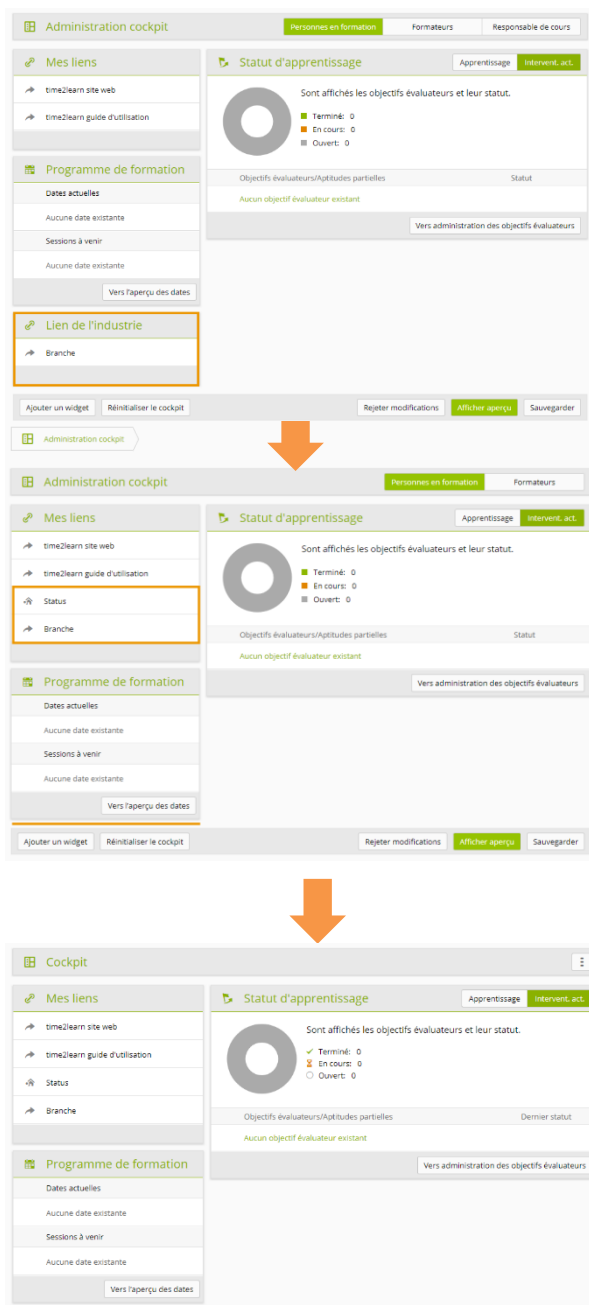 Administration cockpit
Personnes en formation Formateurs Responsable de cours
Mes liens
time2learn site web
time2learn guide d'utilisation
Programme de formation
Dates actuelles
Aucune date existante
Sessions à venir
Aucune date existante
Vers l'aperçu des dates
Lien de l'industrie
Branche
Statut d'apprentissage
Apprentissage Intervent. act.
Sont affichés les objectifs évaluateurs et leur statut.
Terminé: 0
En cours: 0
Ouvert: 0
Objectifs évaluateurs/Aptitudes partielles Statut
Aucun objectif évaluateur existant
Vers administration des objectifs évaluateurs
Ajouter un widget Réinitialiser le cockpit Rejeter modifications Afficher aperçu Sauvegarder
Administration cockpit
Administration cockpit
Personnes en formation Formateurs
Mes liens
time2learn site web
time2learn guide d'utilisation
Status
Branche
Programme de formation
Dates actuelles
Aucune date existante
Sessions à venir
Aucune date existante
Vers l'aperçu des dates
Statut d'apprentissage
Apprentissage Intervent. act.
Sont affichés les objectifs évaluateurs et leur statut.
Terminé: 0
En cours: 0
Ouvert: 0
Objectifs évaluateurs/Aptitudes partielles Statut
Aucun objectif évaluateur existant
Vers administration des objectifs évaluateurs
Ajouter un widget Réinitialiser le cockpit Rejeter modifications Afficher aperçu Sauvegarder
Cockpit
Mes liens
time2learn site web
time2learn guide d'utilisation
Status
Branche
Programme de formation
Dates actuelles
Aucune date existante
Sessions à venir
Aucune date existante
Vers l'aperçu des dates
Statut d'apprentissage
Apprentissage Intervent. act.
Sont affichés les objectifs évaluateurs et leur statut.
Terminé: 0
En cours: 0
Ouvert: 0
Objectifs évaluateurs/Aptitudes partielles Dernier statut
Aucun objectif évaluateur existant
Vers administration des objectifs évaluateurs